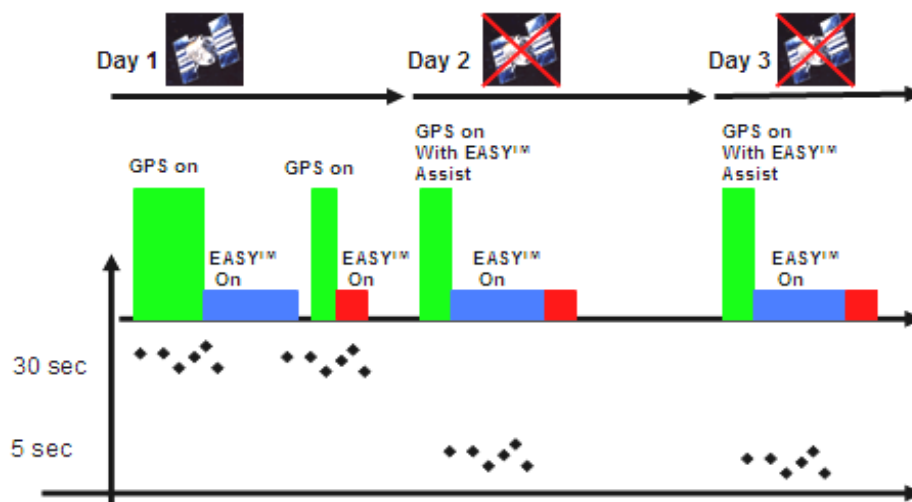 Day 1
Day 2
Day 3
GPS on
GPS on
GPS on
With EASY™
Assist
GPS on
With EASY™
Assist
EASY™
On
EASY™
On
EASY™
On
EASY™
On
30 sec
5 sec